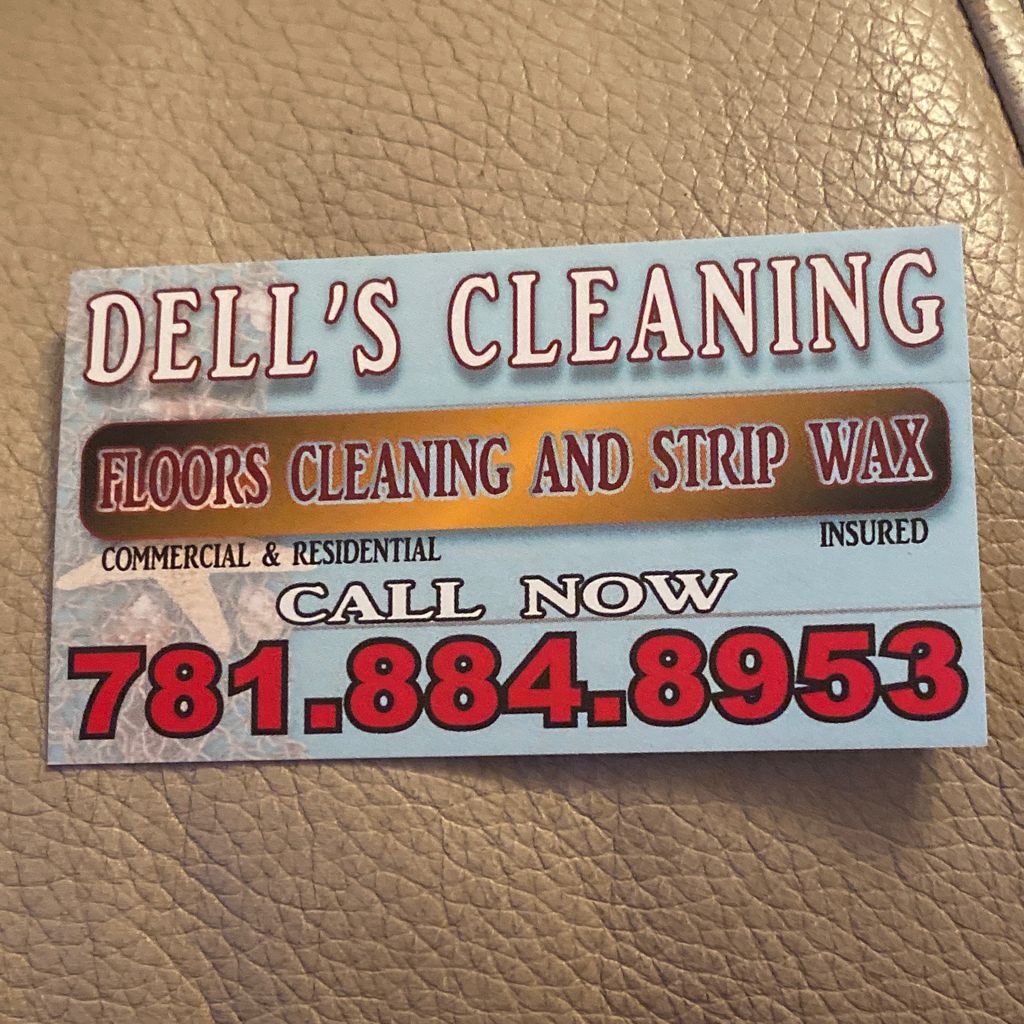 DELL'S CLEANING
FLOORS CLEANING AND STRIP WAX
COMMERCIAL & RESIDENTIAL INSURED
CALL NOW
781.884.8953